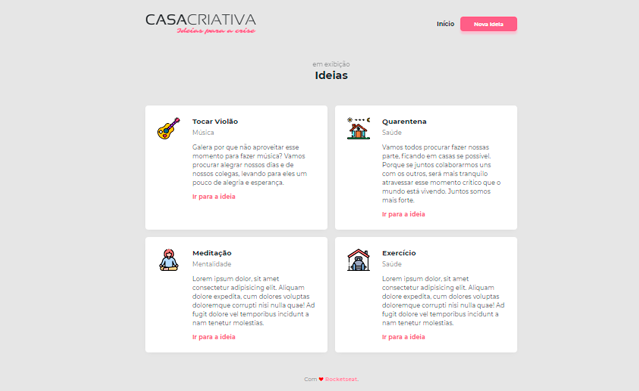 CASACRIATIVA
Ideias para a crise
Início
Nova Ideia
em exibição
Ideias
Tocar Violão
Música
Galera por que não aproveitar esse
momento para fazer música? Vamos
procurar alegrar nossos dias e de
nossos colegas, levando para eles um
pouco de alegria e esperança.
Ir para a ideia
Quarentena
Saúde
Vamos todos procurar fazer nossas
parte, ficando em casas se possível.
Porque se juntos colaborarmos uns
com os outros, será mais tranquilo
atravessar esse momento crítico que o
mundo está vivendo. Juntos somos
mais forte.
Ir para a ideia
Meditação
Mentalidade
Lorem ipsum dolor, sit amet
consectetur adipisicing elit. Aliquam
dolore expedita, cum dolores voluptas
doloremque corrupti nisi nulla quae! Ad
fugit dolore vel temporibus incidunt a
nam tenetur molestias.
Ir para a ideia
Exercício
Saúde
Lorem ipsum dolor, sit amet
consectetur adipisicing elit. Aliquam
dolore expedita, cum dolores voluptas
doloremque corrupti nisi nulla quae! Ad
fugit dolore vel temporibus incidunt a
nam tenetur molestias.
Ir para a ideia
Com ❤ Rocketseat.